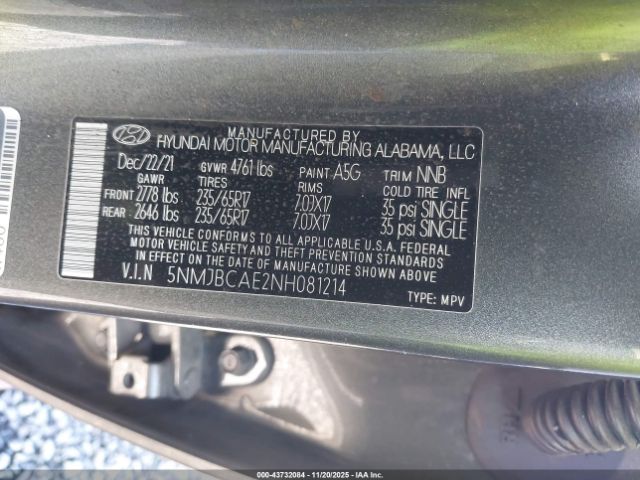 MANUFACTURED BY
HYUNDAI MOTOR MANUFACTURING ALABAMA, LLC
Dec/22/21 GVWR 4761 lbs PAINT A5G TRIM NNB
GAWR TIRES RIMS COLD TIRE INFL
FRONT 2778 lbs 235/65R17 7.0JX17 35 psi SINGLE
REAR 2646 lbs 235/65R17 7.0JX17 35 psi SINGLE
THIS VEHICLE CONFORMS TO ALL APPLICABLE U.S.A. FEDERAL
MOTOR VEHICLE SAFETY AND THEFT PREVENTION STANDARDS
IN EFFECT ON THE DATE OF MANUFACTURE SHOWN ABOVE.
V.I.N 5NMJBCAE2NH081214
TYPE: MPV
000-43732084 - 11/20/2025 - IAA Inc. - Copyright